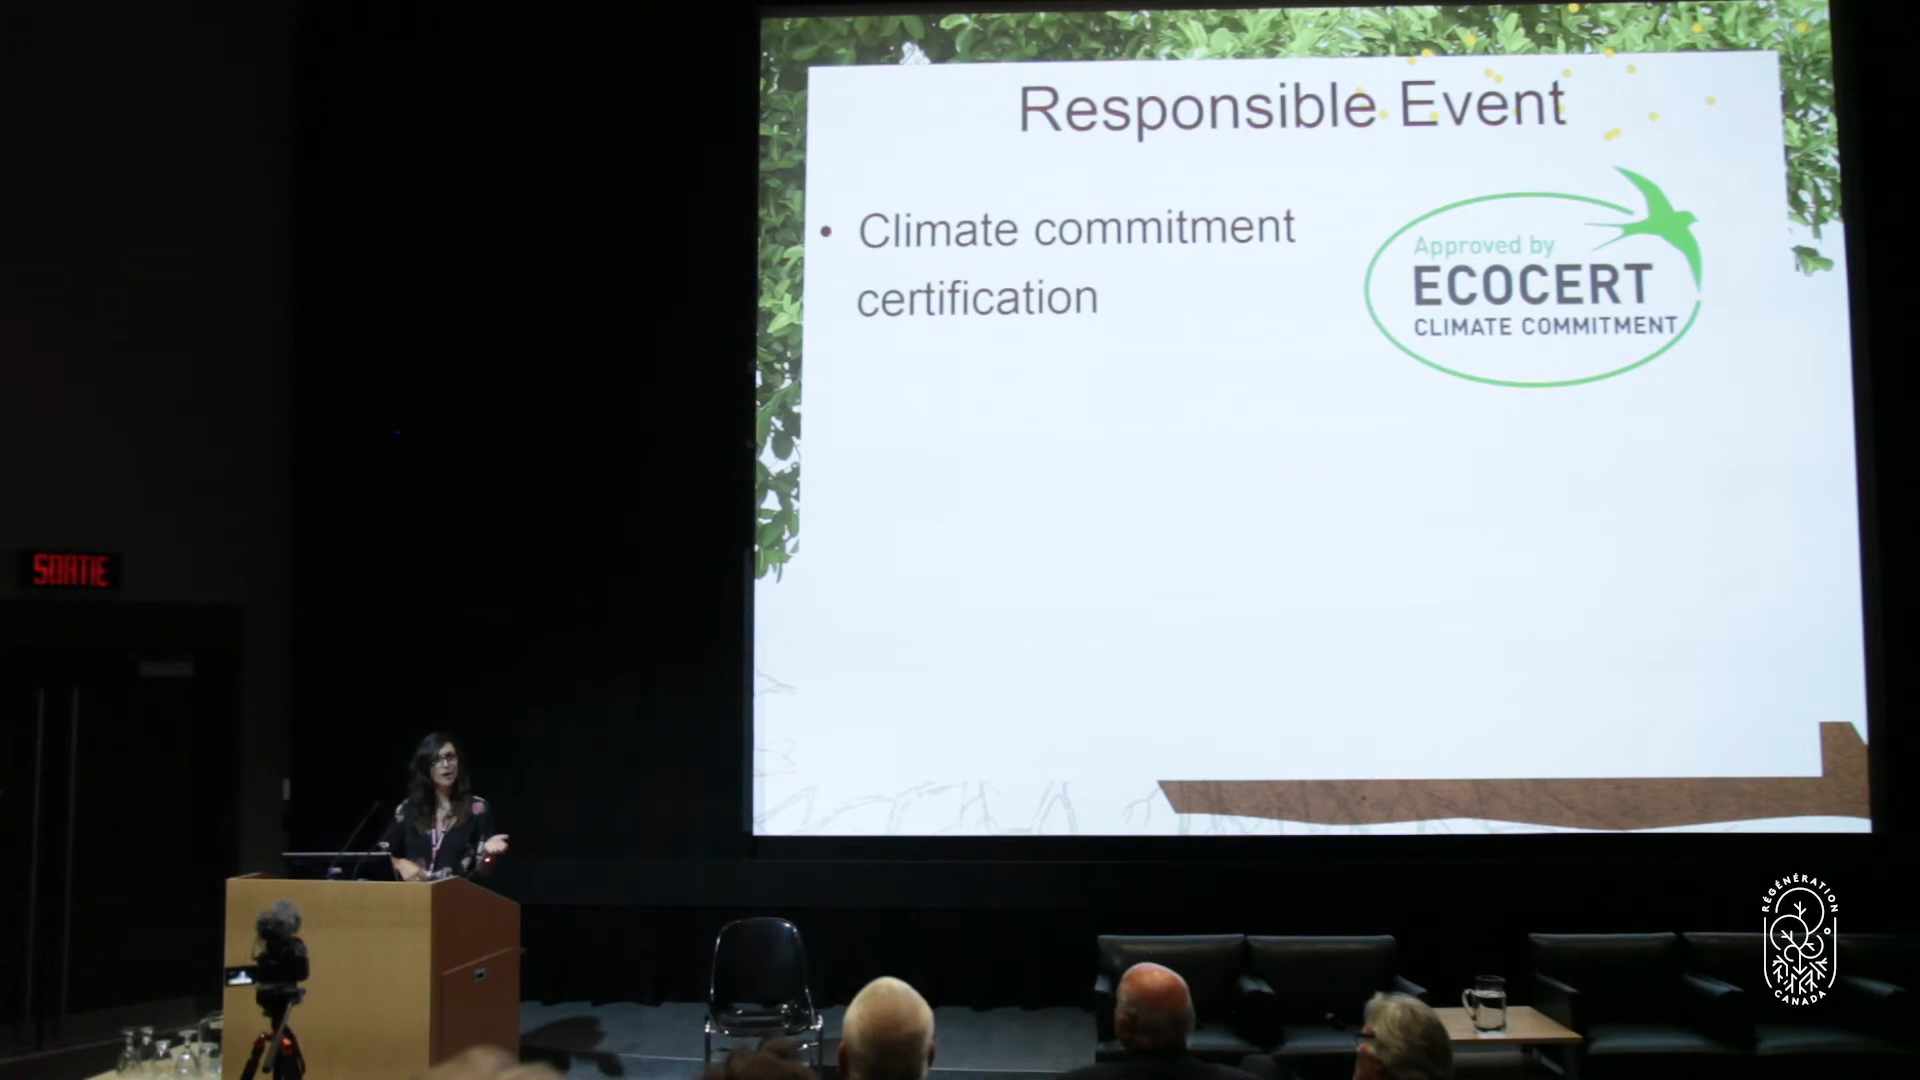 Responsible Event
• Climate commitment
certification
Approved by
ECOCERT
CLIMATE COMMITMENT
SORTIE
RÉGÉNÉRATION
CANADA